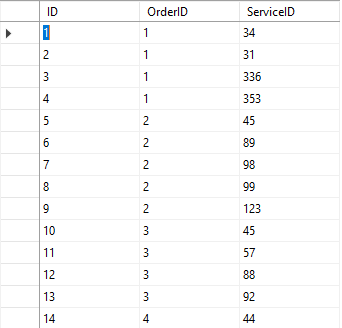 ID OrderID ServiceID
1 1 34
2 1 31
3 1 336
4 1 353
5 2 45
6 2 89
7 2 98
8 2 99
9 2 123
10 3 45
11 3 57
12 3 88
13 3 92
14 4 44